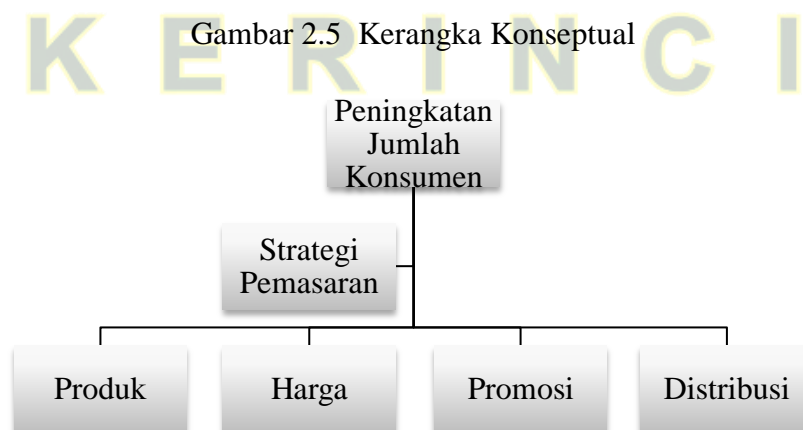 Gambar 2.5 Kerangka Konseptual
K E R I N C I
Peningkatan
Jumlah
Konsumen
Strategi
Pemasaran
Produk
Harga
Promosi
Distribusi